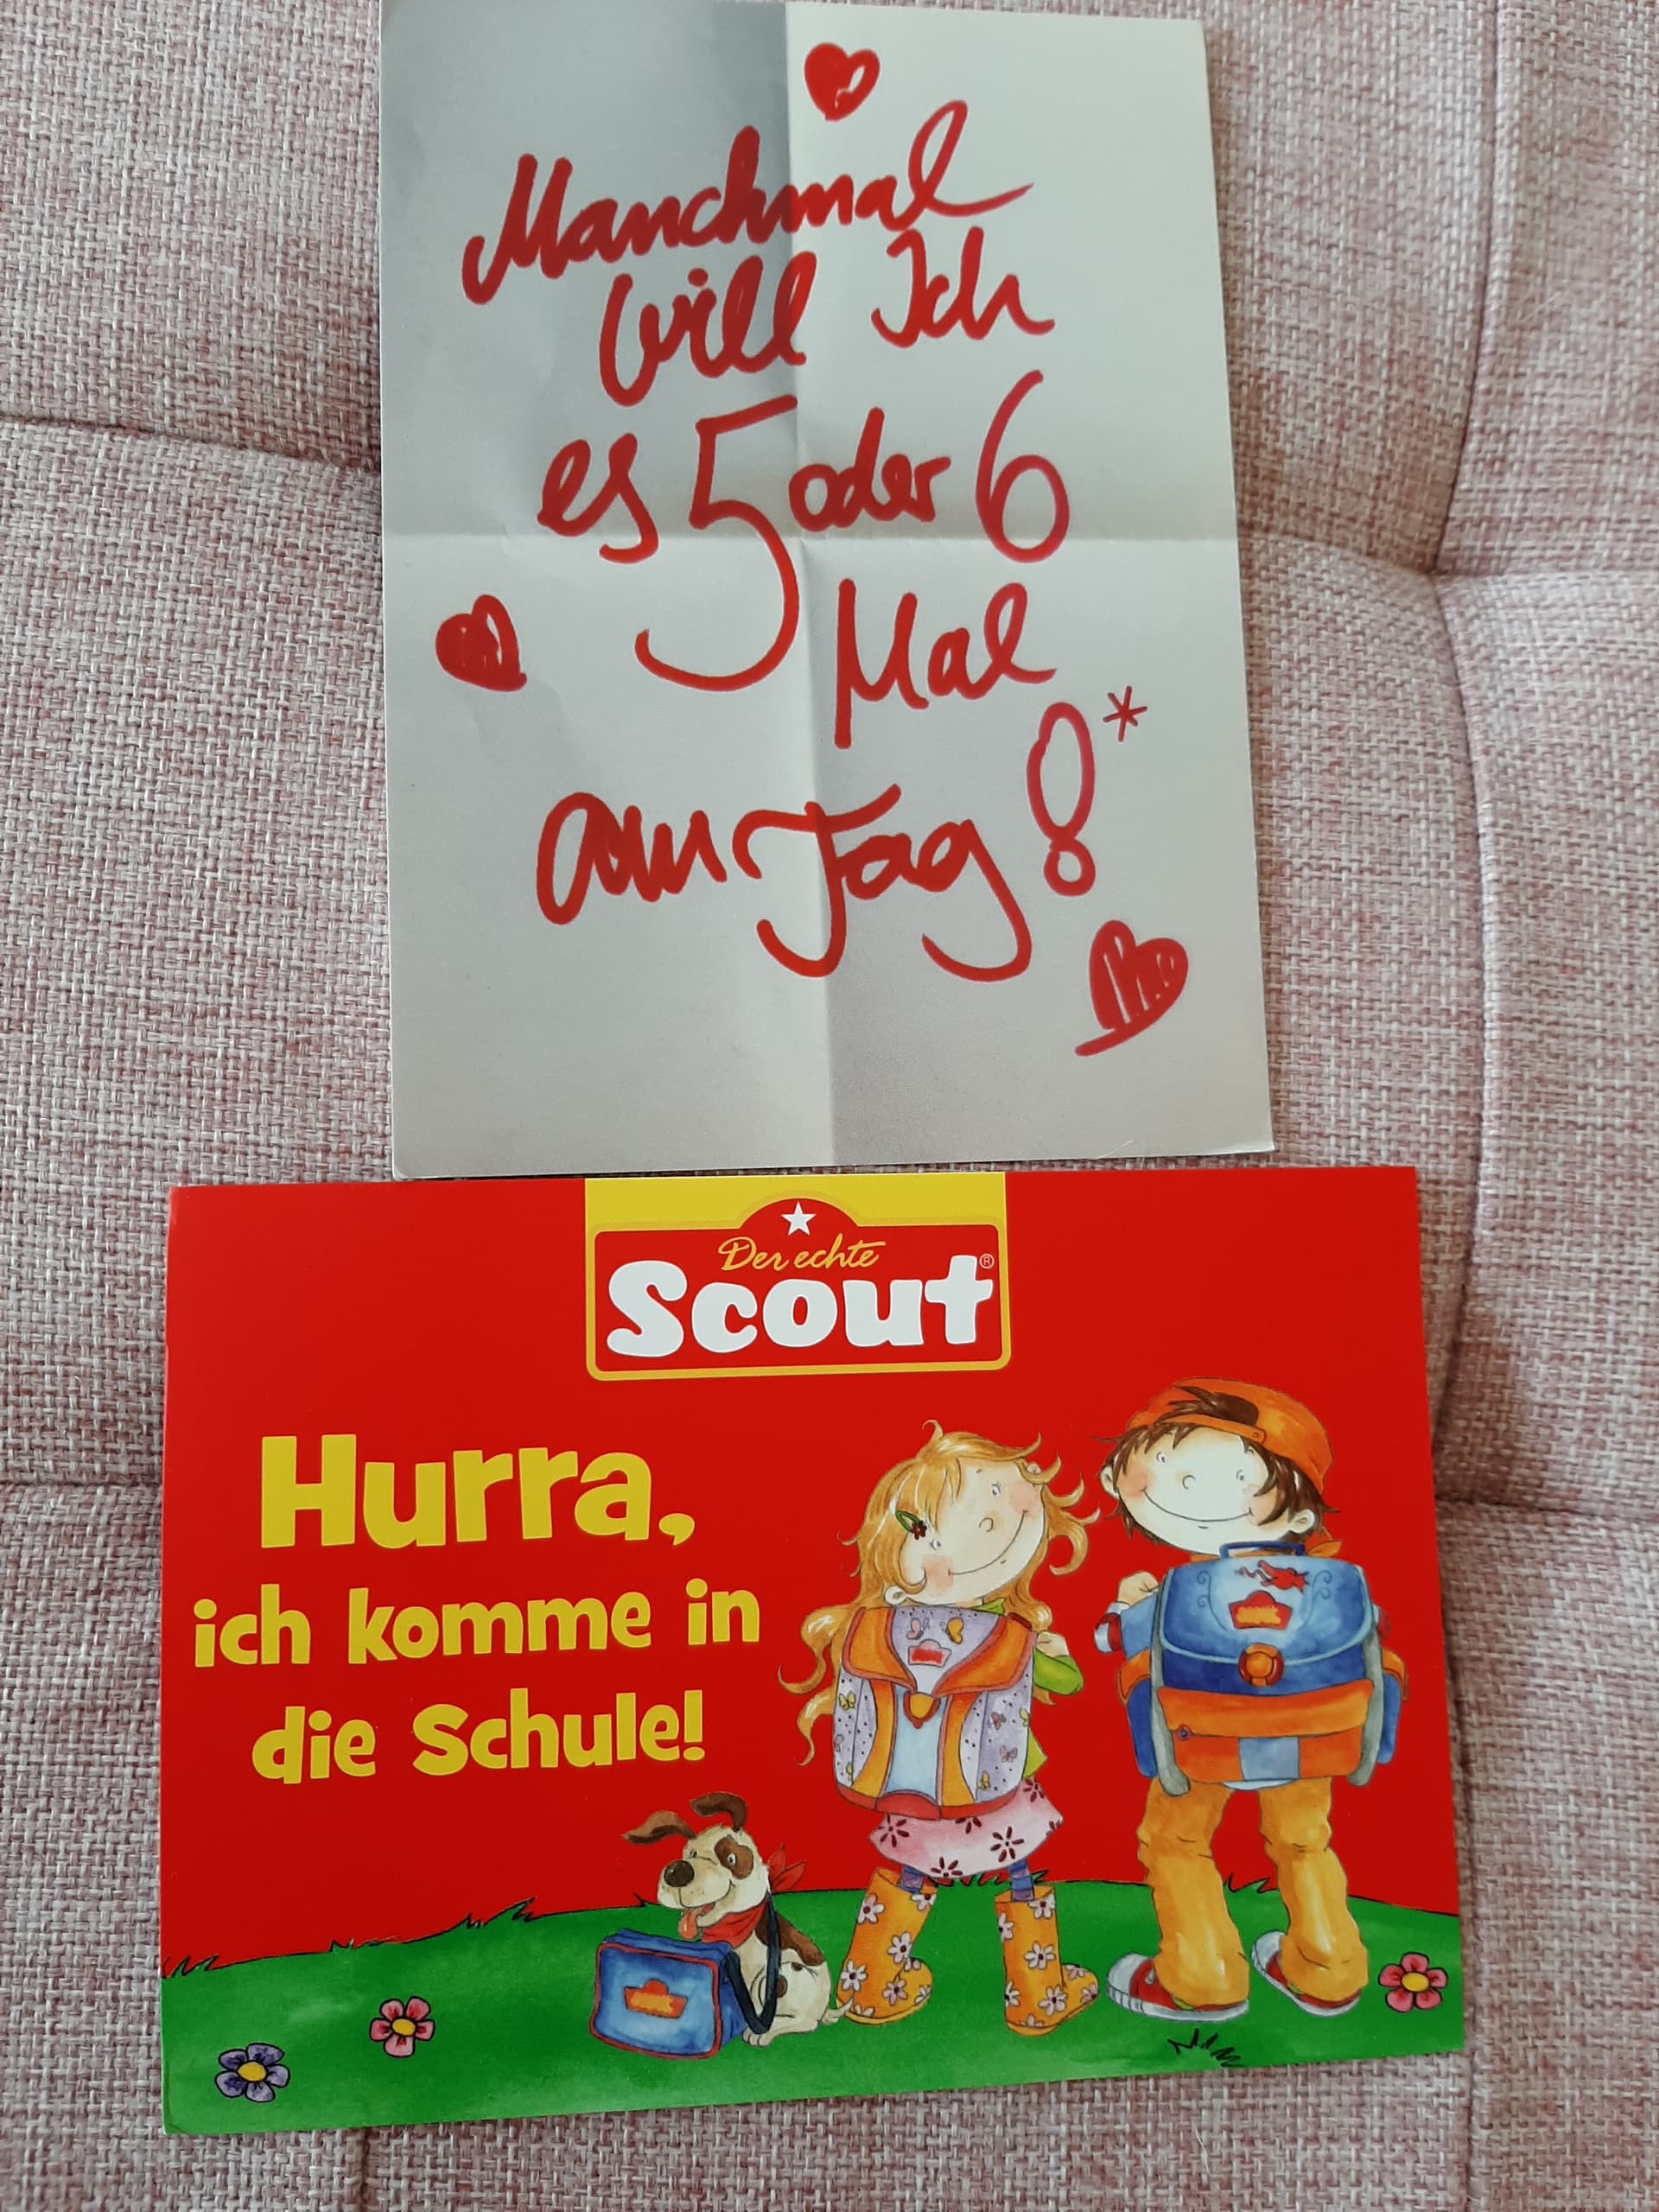 Manchmal
will Ich
es 5 oder 6
Mal
am Tag!*
Der echte
Scout®
Hurra,
ich komme in
die Schule!